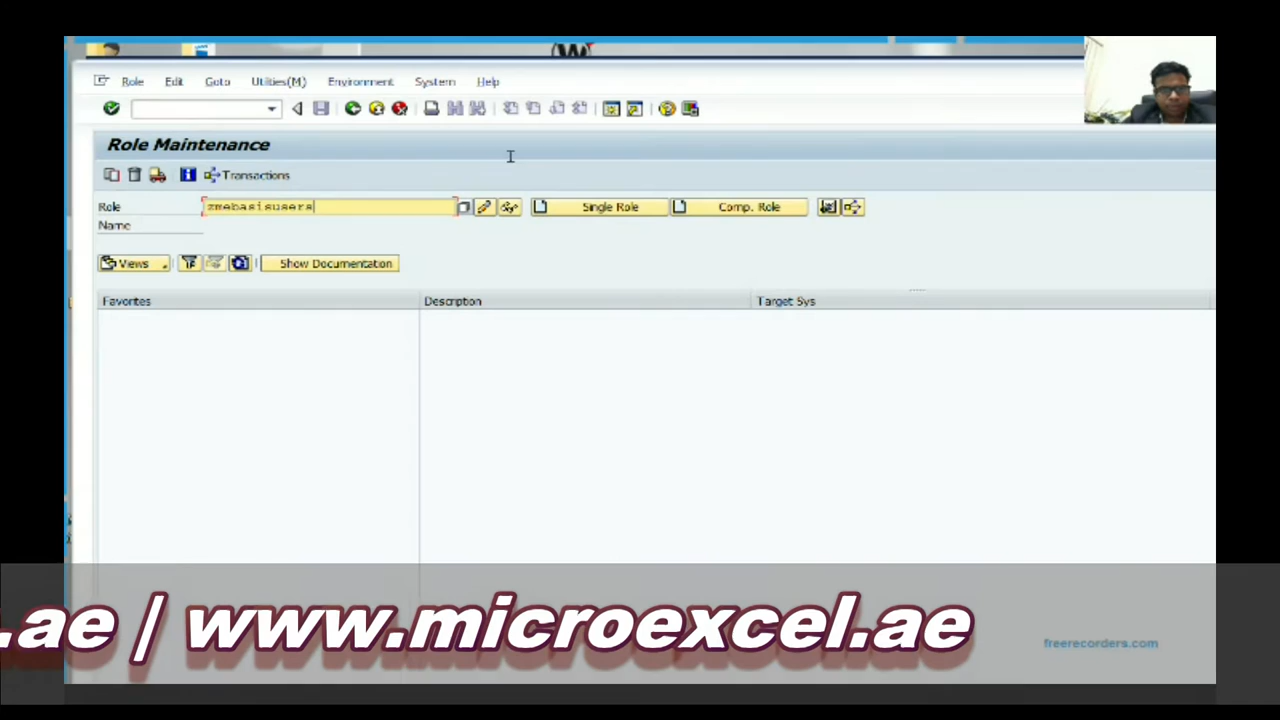 Role Edit Goto Utilities(M) Environment System Help
Role Maintenance
Transactions
Role zmebasisusers Single Role Comp. Role
Name
Views Show Documentation
Favorites Description Target Sys
.ae / www.microexcel.ae
freerecorders.com